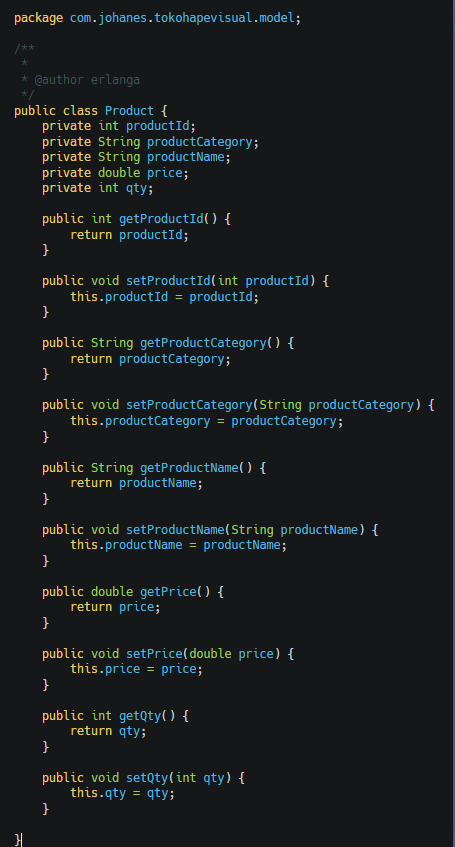 package com.johanes.tokohapevisual.model;
/**
 *
 * @author erlanga
 */
public class Product {
    private int productId;
    private String productCategory;
    private String productName;
    private double price;
    private int qty;
    public int getProductId() {
        return productId;
    }
    public void setProductId(int productId) {
        this.productId = productId;
    }
    public String getProductCategory() {
        return productCategory;
    }
    public void setProductCategory(String productCategory) {
        this.productCategory = productCategory;
    }
    public String getProductName() {
        return productName;
    }
    public void setProductName(String productName) {
        this.productName = productName;
    }
    public double getPrice() {
        return price;
    }
    public void setPrice(double price) {
        this.price = price;
    }
    public int getQty() {
        return qty;
    }
    public void setQty(int qty) {
        this.qty = qty;
    }
}